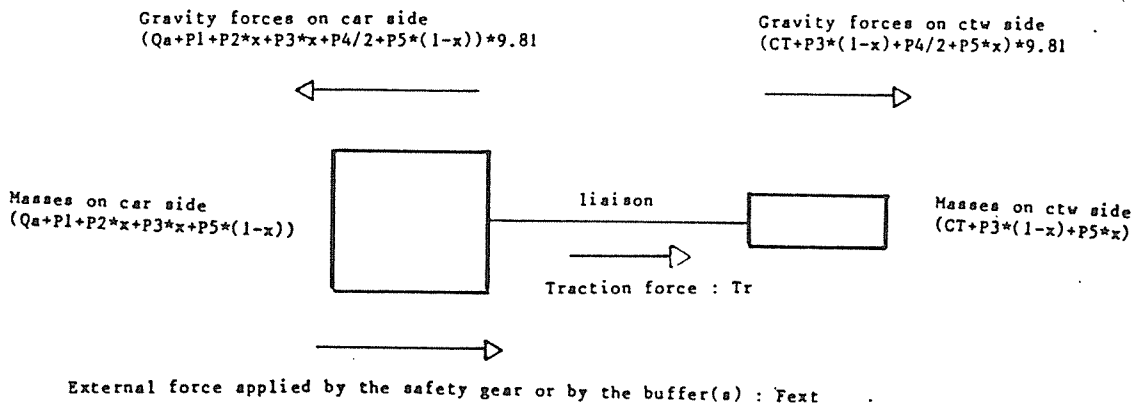 Gravity forces on car side
(Qa+P1+P2*x+P3*x+P4/2+P5*(1-x))*9.81
Gravity forces on ctw side
(CT+P3*(1-x)+P4/2+P5*x)*9.81
Masses on car side
(Qa+P1+P2*x+P3*x+P5*(1-x))
liaison
Masses on ctw side
(CT+P3*(1-x)+P5*x)
Traction force : Tr
External force applied by the safety gear or by the buffer(s) : Fext